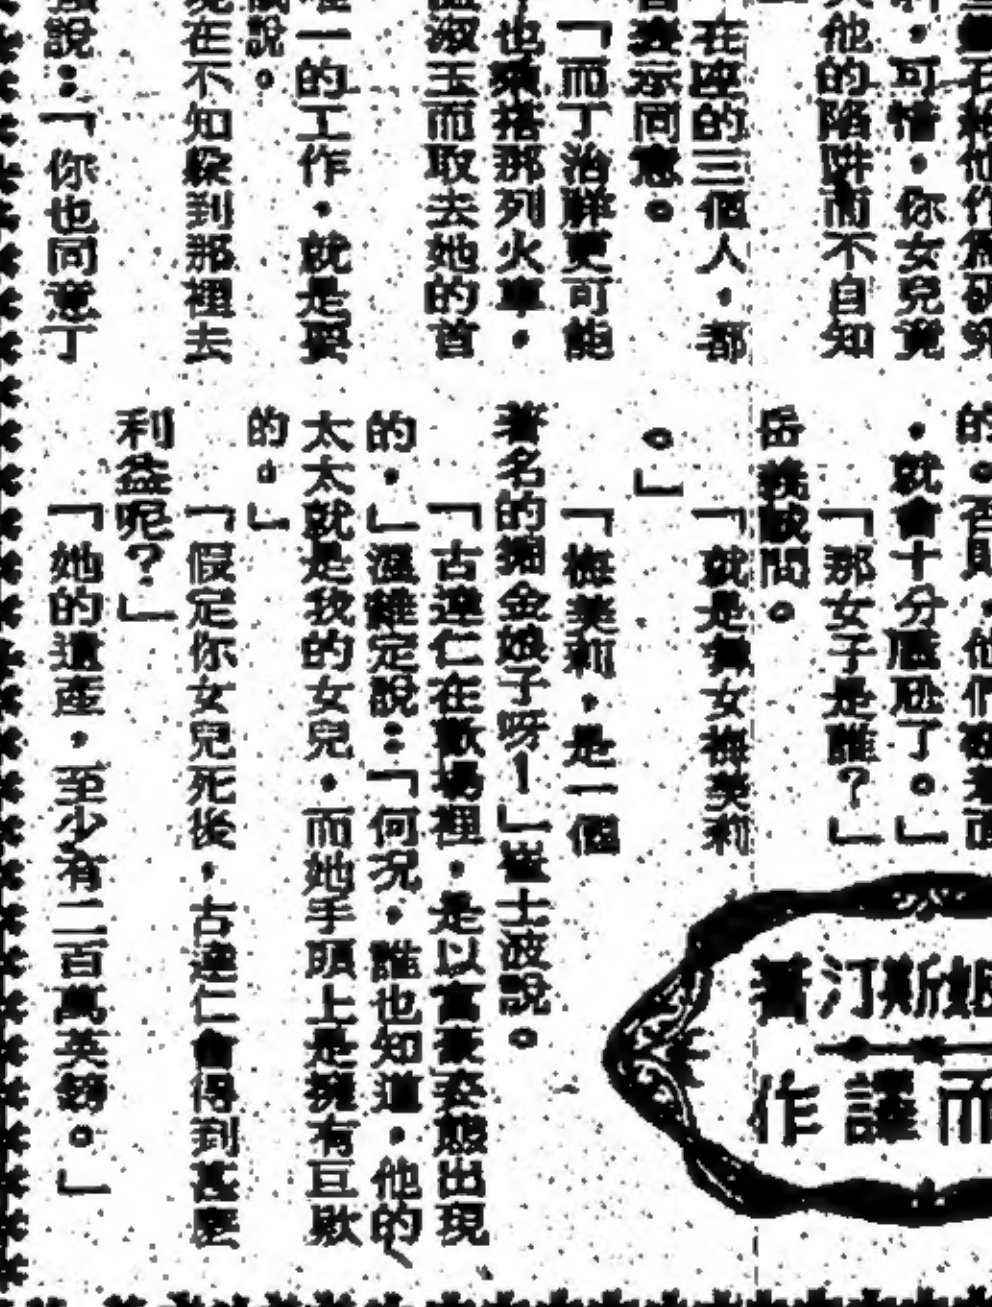 他的陷阱而不自知
在座的三個人，都
表示同意。
「而丁治祥更可能
也乘搭那列火車，
淑玉而取去她的首
一的工作，就是要
說。
在不知躲到那裡去
說：「你也同意丁
的。否則，他們
，就會十分尷尬了。」
「那女子是誰？」
岳義敏問。
「就是舞女梅美莉
。」
「梅美莉，是一個
著名的掘金娘子呀！」崔士波說。
「古達仁在歡場裡，是以富豪姿態出現
的，」溫維定說：「何況，誰也知道，他的
太太就是我的女兒，而她手頭上是擁有巨款
的。」
「假定你女兒死後，古達仁會得到甚麼
利益呢？」
「她的遺產，至少有二百萬英鎊。」
斯汀著
而譯作